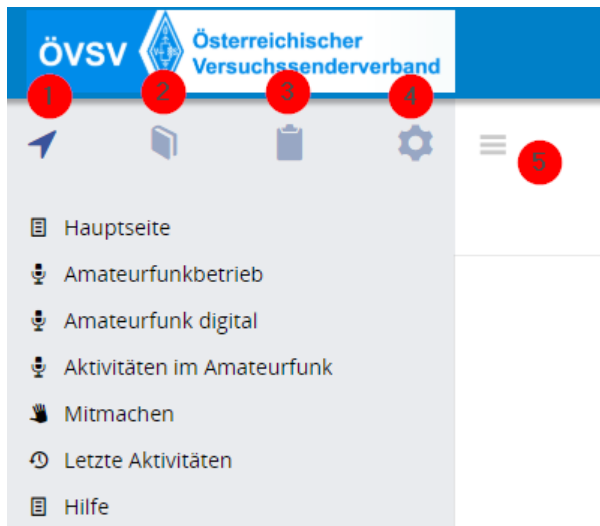 ÖVSV
Österreichischer
Versuchssenderverband
1
2
3
4
5
Hauptseite
Amateurfunkbetrieb
Amateurfunk digital
Aktivitäten im Amateurfunk
Mitmachen
Letzte Aktivitäten
Hilfe